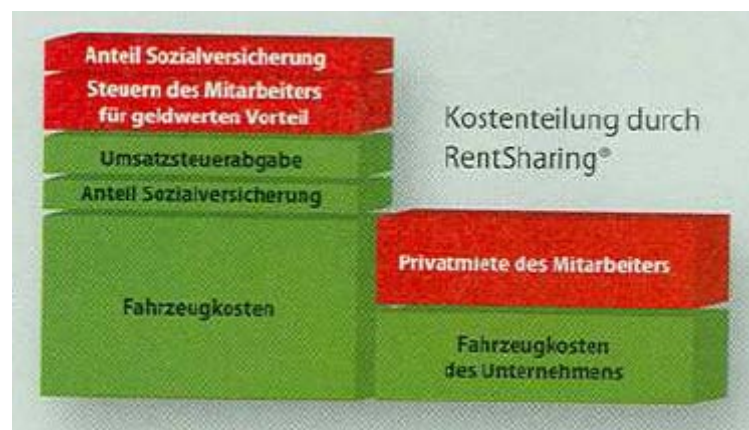 Anteil Sozialversicherung
Steuern des Mitarbeiters
für geldwerten Vorteil
Umsatzsteuerabgabe
Anteil Sozialversicherung
Fahrzeugkosten
Kostenteilung durch
RentSharing®
Privatmiete des Mitarbeiters
Fahrzeugkosten
des Unternehmens